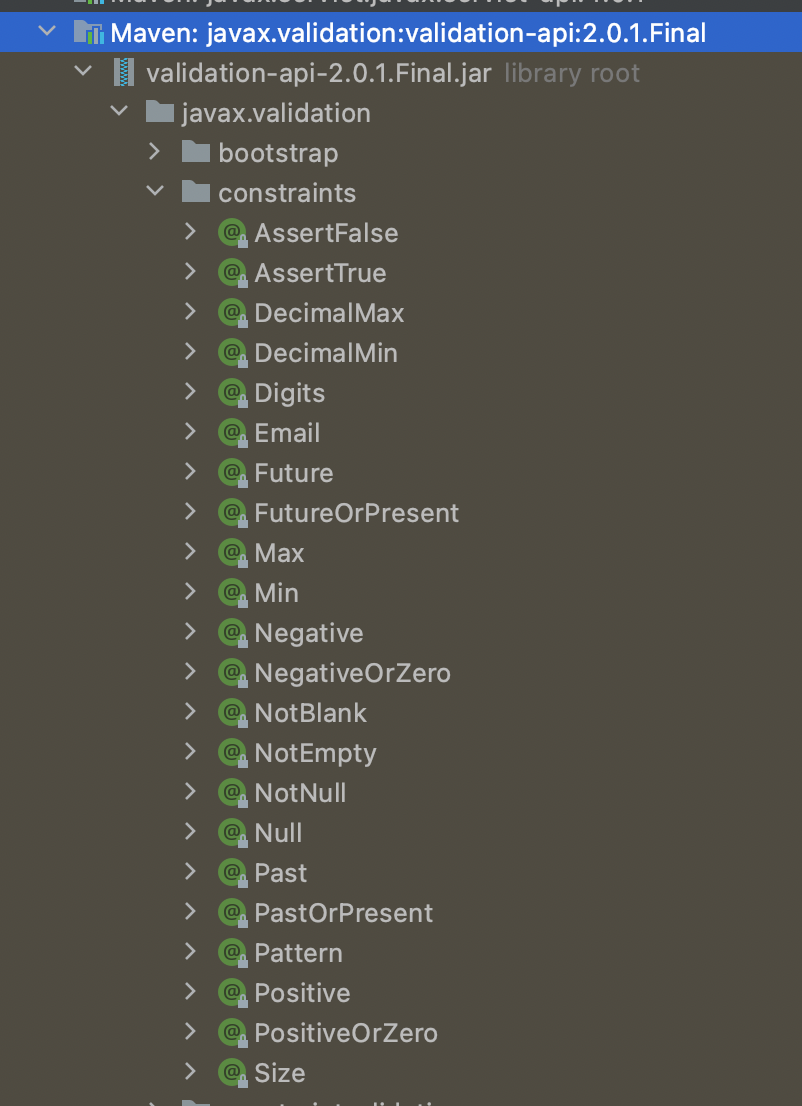 Maven: javax.validation:validation-api:2.0.1.Final
validation-api-2.0.1.Final.jar library root
javax.validation
bootstrap
constraints
@ AssertFalse
@ AssertTrue
@ DecimalMax
@ DecimalMin
@ Digits
@ Email
@ Future
@ FutureOrPresent
@ Max
@ Min
@ Negative
@ NegativeOrZero
@ NotBlank
@ NotEmpty
@ NotNull
@ Null
@ Past
@ PastOrPresent
@ Pattern
@ Positive
@ PositiveOrZero
@ Size